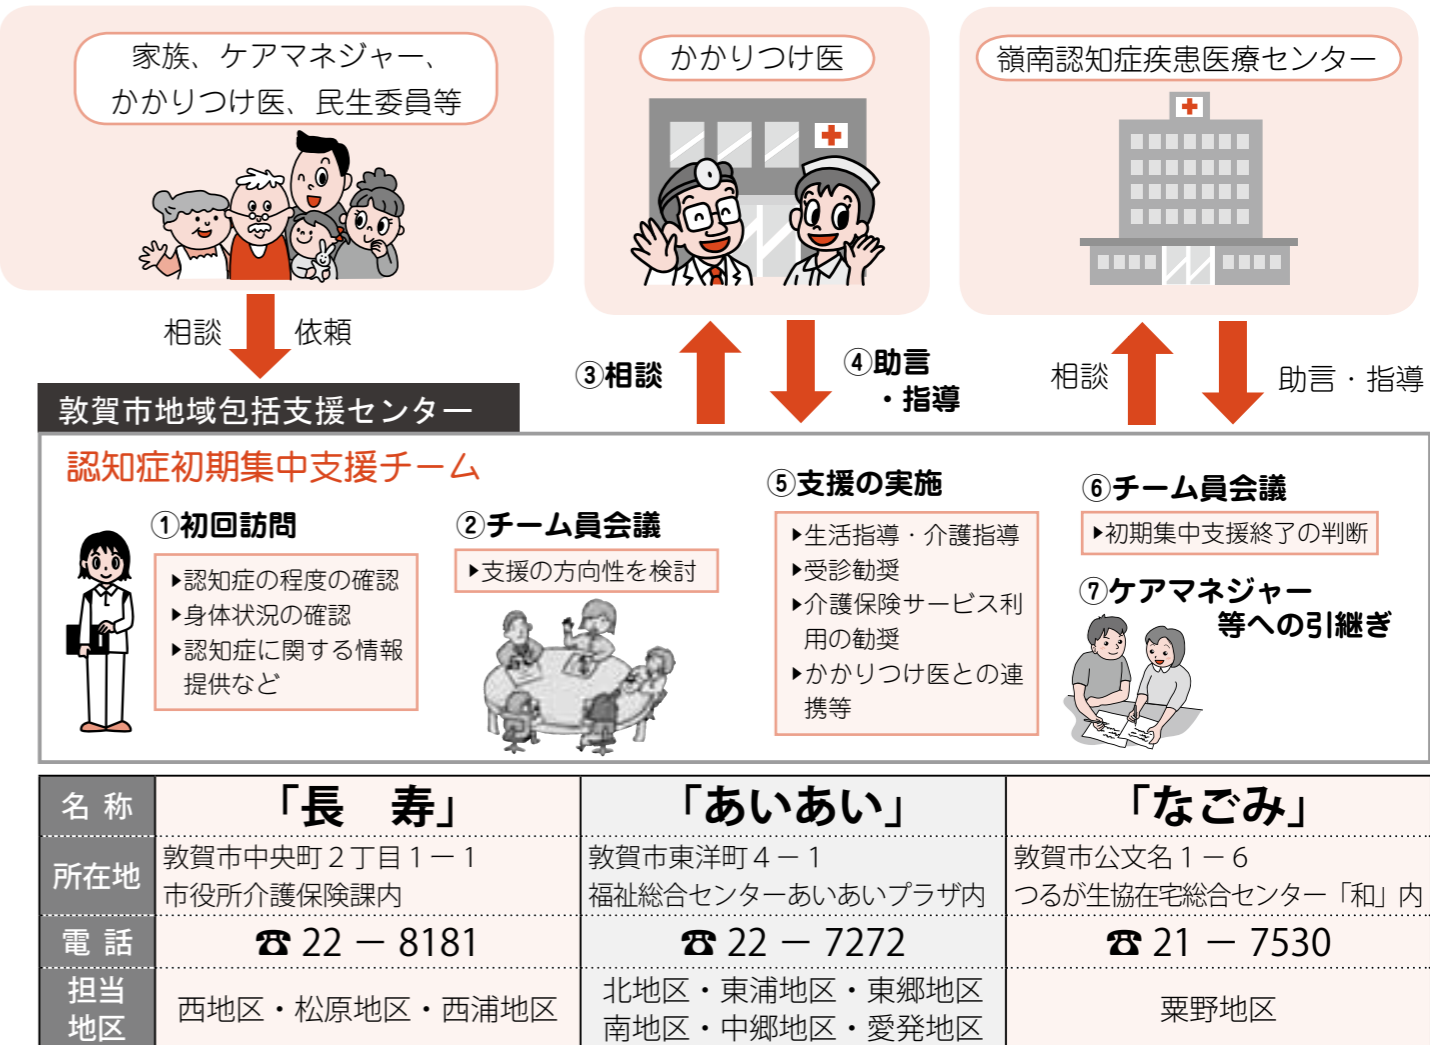 家族、ケアマネジャー、
かかりつけ医、民生委員等
かかりつけ医
嶺南認知症疾患医療センター
相談
依頼
③相談
④助言
・指導
相談
助言・指導
敦賀市地域包括支援センター
認知症初期集中支援チーム
①初回訪問
▶認知症の程度の確認
▶身体状況の確認
▶認知症に関する情報
提供など
②チーム員会議
▶支援の方向性を検討
⑤支援の実施
▶生活指導・介護指導
▶受診勧奨
▶介護保険サービス利
用の勧奨
▶かかりつけ医との連
携等
⑥チーム員会議
▶初期集中支援終了の判断
⑦ケアマネジャー
等への引継ぎ
名 称
「長　寿」
「あいあい」
「なごみ」
所在地
敦賀市中央町２丁目１－１
市役所介護保険課内
敦賀市東洋町４－１
福祉総合センターあいあいプラザ内
敦賀市公文名１－６
つるが生協在宅総合センター「和」内
電 話
☎ 22 － 8181
☎ 22 － 7272
☎ 21 － 7530
担当
地区
西地区・松原地区・西浦地区
北地区・東浦地区・東郷地区
南地区・中郷地区・愛発地区
粟野地区